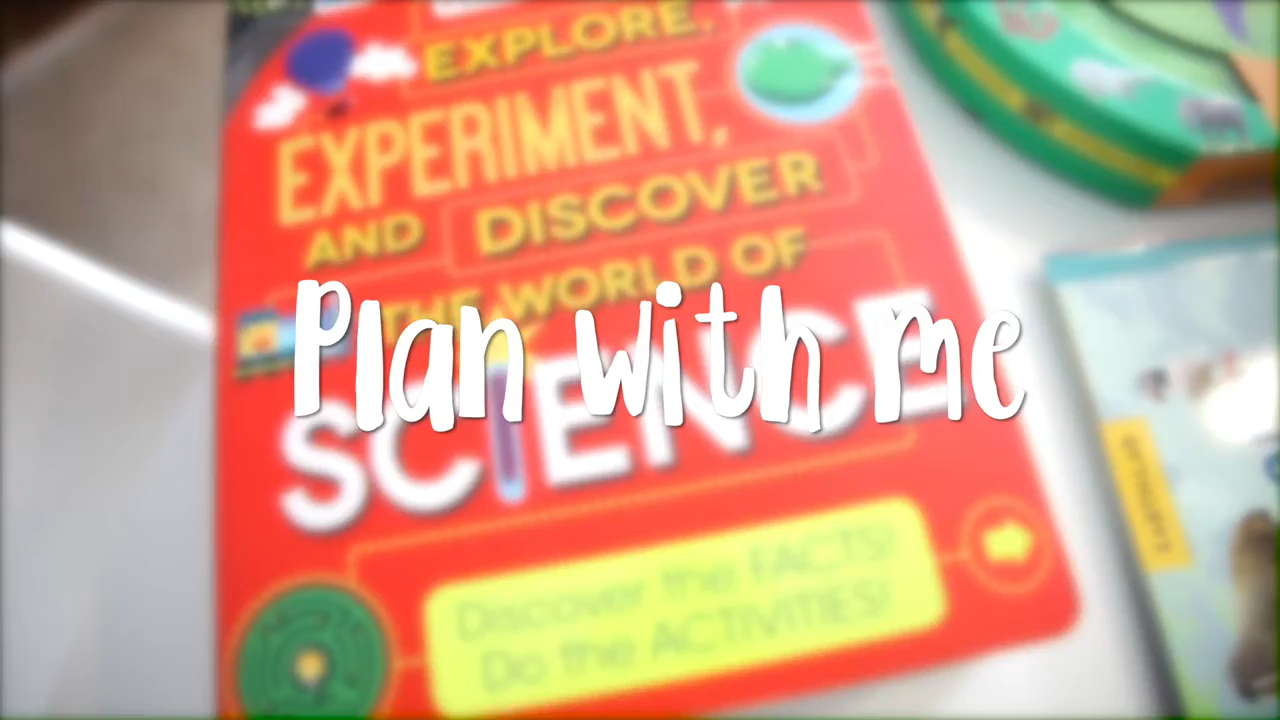 EXPLORE.
EXPERIMENT,
AND DISCOVER
THE WORLD OF
Plan with me
SCIENCE
Discover the FACTS!
Do the ACTIVITIES!